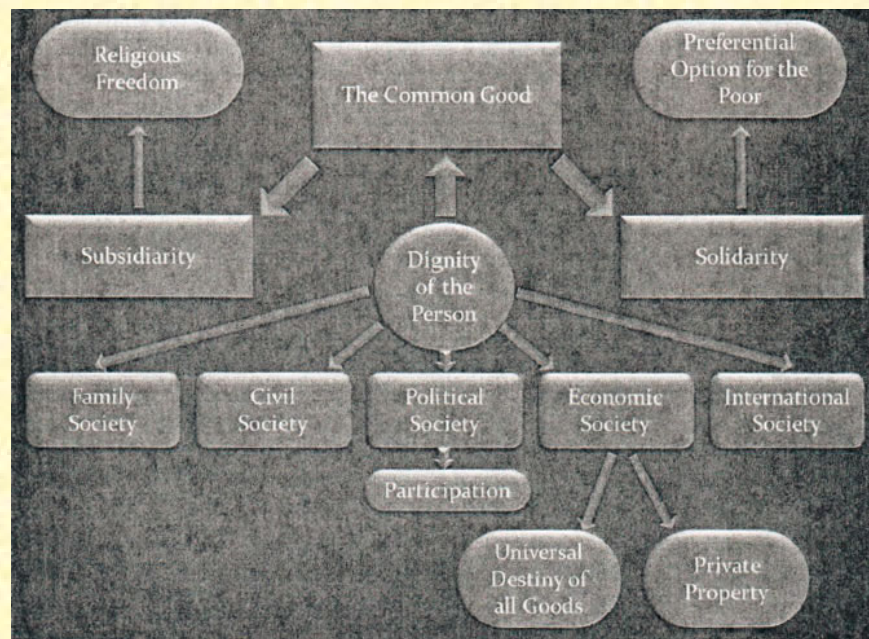 Religious
Freedom
The Common Good
Preferential
Option for the
Poor
Subsidiarity
Dignity
of the
Person
Solidarity
Family
Society
Civil
Society
Political
Society
Economic
Society
International
Society
Participation
Universal
Destiny of
all Goods
Private
Property